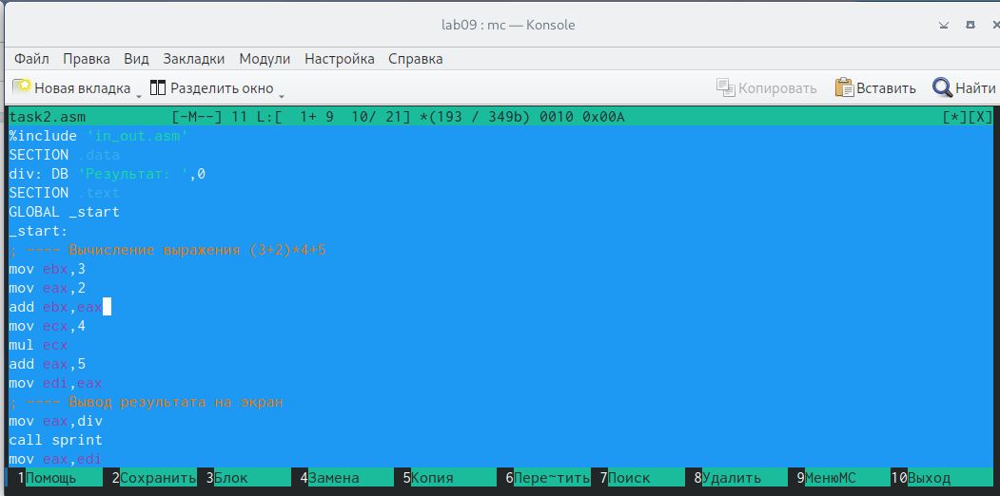 lab09 : mc — Konsole
Файл Правка Вид Закладки Модули Настройка Справка
Новая вкладка Разделить окно Копировать Вставить Найти
task2.asm [-M--] 11 L:[ 1+ 9 10/ 21] *(193 / 349b) 0010 0x00A [*][X]
%include 'in_out.asm'
SECTION .data
div: DB 'Результат: ',0
SECTION .text
GLOBAL _start
_start:
; ---- Вычисление выражения (3+2)*4+5
mov ebx,3
mov eax,2
add ebx,eax
mov ecx,4
mul ecx
add eax,5
mov edi,eax
; ---- Вывод результата на экран
mov eax,div
call sprint
mov eax,edi
1Помощь 2Сохранить 3Блок 4Замена 5Копия 6Пере~тить 7Поиск 8Удалить 9МенюМС 10Выход